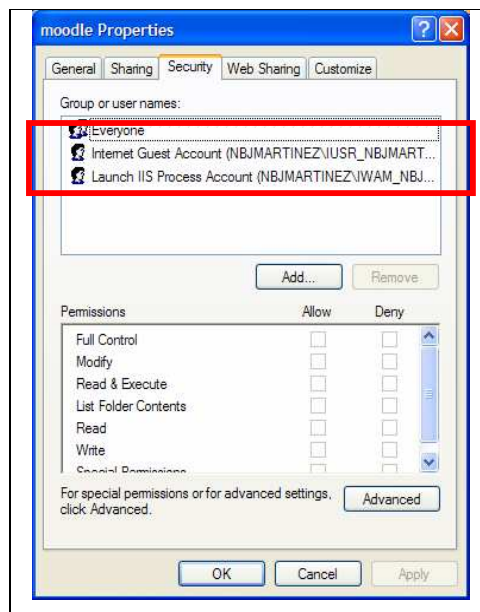 moodle Properties
General Sharing Security Web Sharing Customize
Group or user names:
Everyone
Internet Guest Account (NBJMARTINEZ\IUSR_NBJMART...
Launch IIS Process Account (NBJMARTINEZ\IWAM_NBJ...
Add... Remove
Permissions Allow Deny
Full Control
Modify
Read & Execute
List Folder Contents
Read
Write
Special Permissions
For special permissions or for advanced settings,
click Advanced.
Advanced
OK Cancel Apply